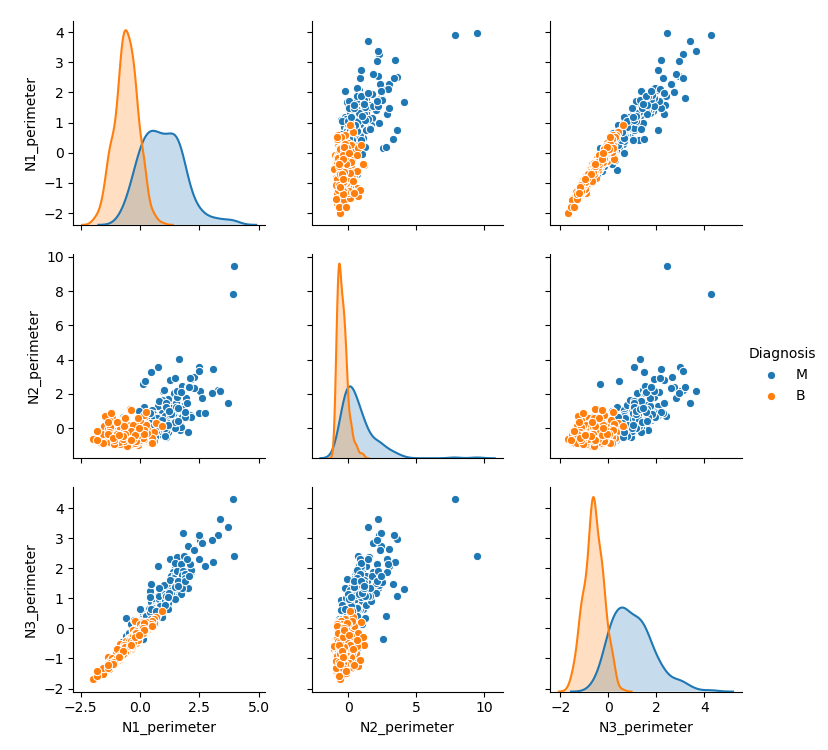 4
3
2
1
0
−1
−2
N1_perimeter
10
8
6
4
2
0
N2_perimeter
Diagnosis
M
B
4
3
2
1
0
−1
−2
N3_perimeter
−2.5 0.0 2.5 5.0 0 5 10 −2 0 2 4
N1_perimeter N2_perimeter N3_perimeter